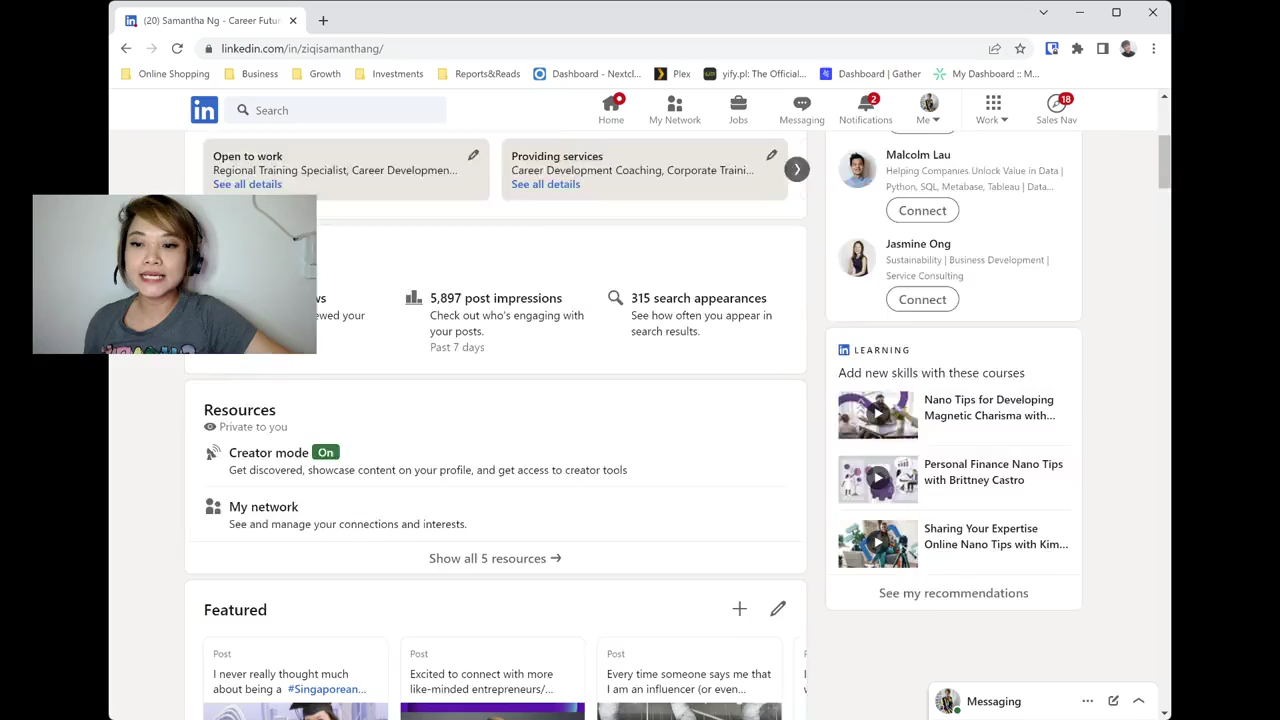 (20) Samantha Ng - Career Futu
linkedin.com/in/ziqisamanthang/
Online Shopping
Business
Growth
Investments
Reports&Reads
Dashboard - Nextcl...
Plex
yify.pl: The Official...
Dashboard | Gather
My Dashboard :: M...
in
Search
Home
My Network
Jobs
Messaging
2
Notifications
Me
Work
18
Sales Nav
Open to work
Regional Training Specialist, Career Developmen...
See all details
Providing services
Career Development Coaching, Corporate Traini...
See all details
ws
ewed your
5,897 post impressions
Check out who's engaging with
your posts.
Past 7 days
315 search appearances
See how often you appear in
search results.
Resources
Private to you
Creator mode On
Get discovered, showcase content on your profile, and get access to creator tools
My network
See and manage your connections and interests.
Show all 5 resources →
Featured
Post
I never really thought much
about being a #Singaporean...
Post
Excited to connect with more
like-minded entrepreneurs/...
Post
Every time someone says me that
I am an influencer (or even...
Malcolm Lau
Helping Companies Unlock Value in Data |
Python, SQL, Metabase, Tableau | Data...
Connect
Jasmine Ong
Sustainability | Business Development |
Service Consulting
Connect
in LEARNING
Add new skills with these courses
Nano Tips for Developing
Magnetic Charisma with...
Personal Finance Nano Tips
with Brittney Castro
Sharing Your Expertise
Online Nano Tips with Kim...
See my recommendations
Messaging